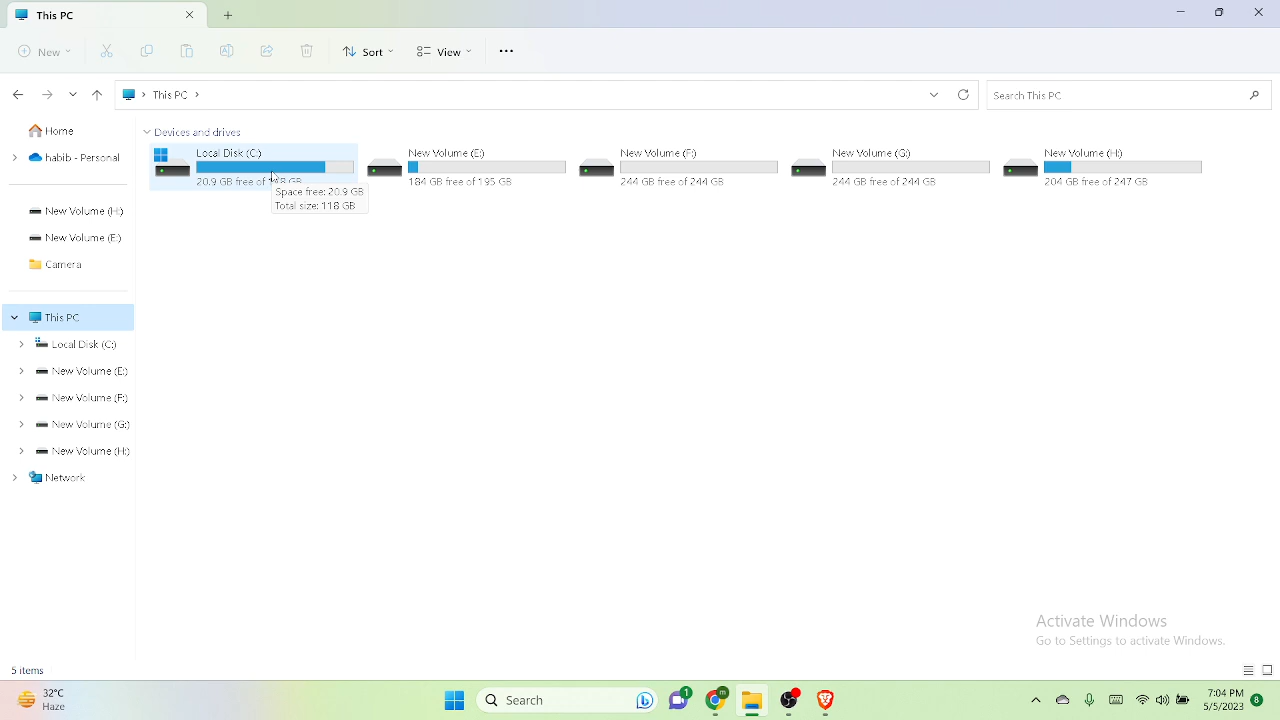 This PC
New
Sort
View
This PC
Search This PC
Home
habib - Personal
New Volume (H:)
New Volume (E:)
Camera
This PC
Local Disk (C:)
New Volume (E:)
New Volume (F:)
New Volume (G:)
New Volume (H:)
Network
Devices and drives
Local Disk (C:)
20.9 GB free of 118 GB
Space free: 20.9 GB
Total size: 118 GB
New Volume (E:)
184 GB free of 195 GB
New Volume (F:)
244 GB free of 244 GB
New Volume (G:)
244 GB free of 244 GB
New Volume (H:)
204 GB free of 247 GB
Activate Windows
Go to Settings to activate Windows.
5 items
32°C
Haze
Search
1
m
7:04 PM
5/5/2023
8